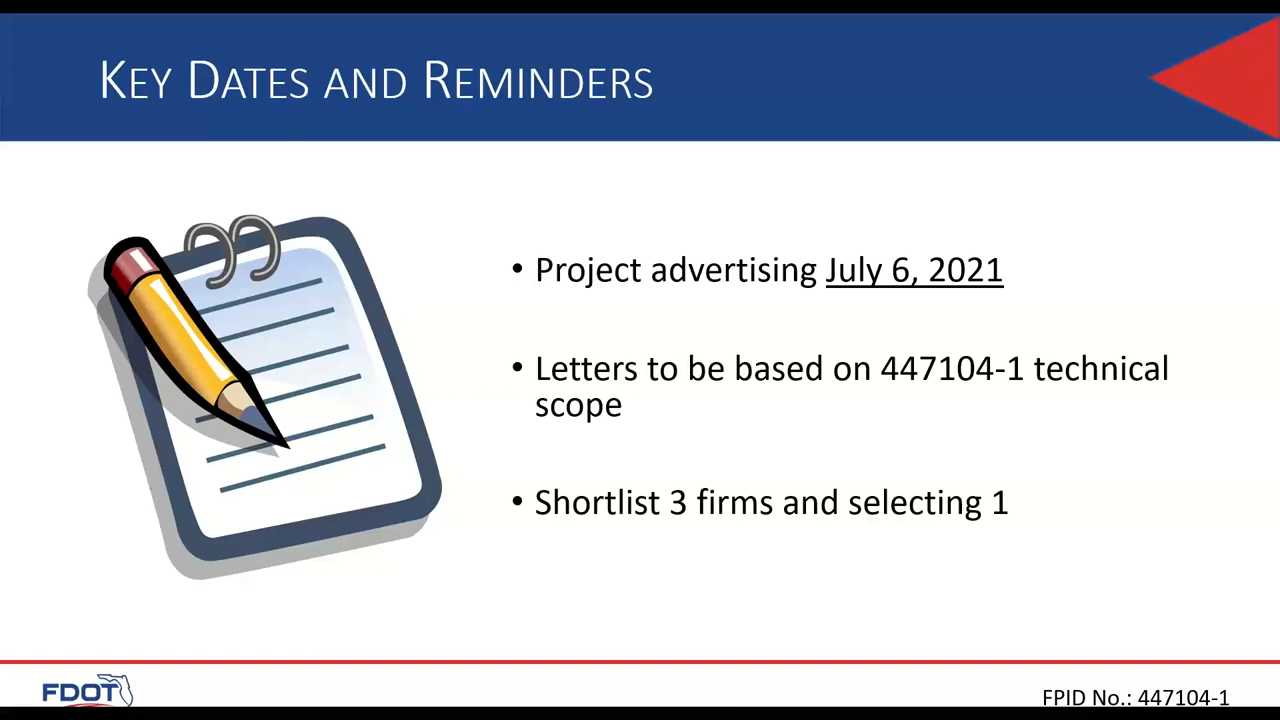 KEY DATES AND REMINDERS
• Project advertising July 6, 2021
• Letters to be based on 447104-1 technical
scope
• Shortlist 3 firms and selecting 1
FDOT
FPID No.: 447104-1